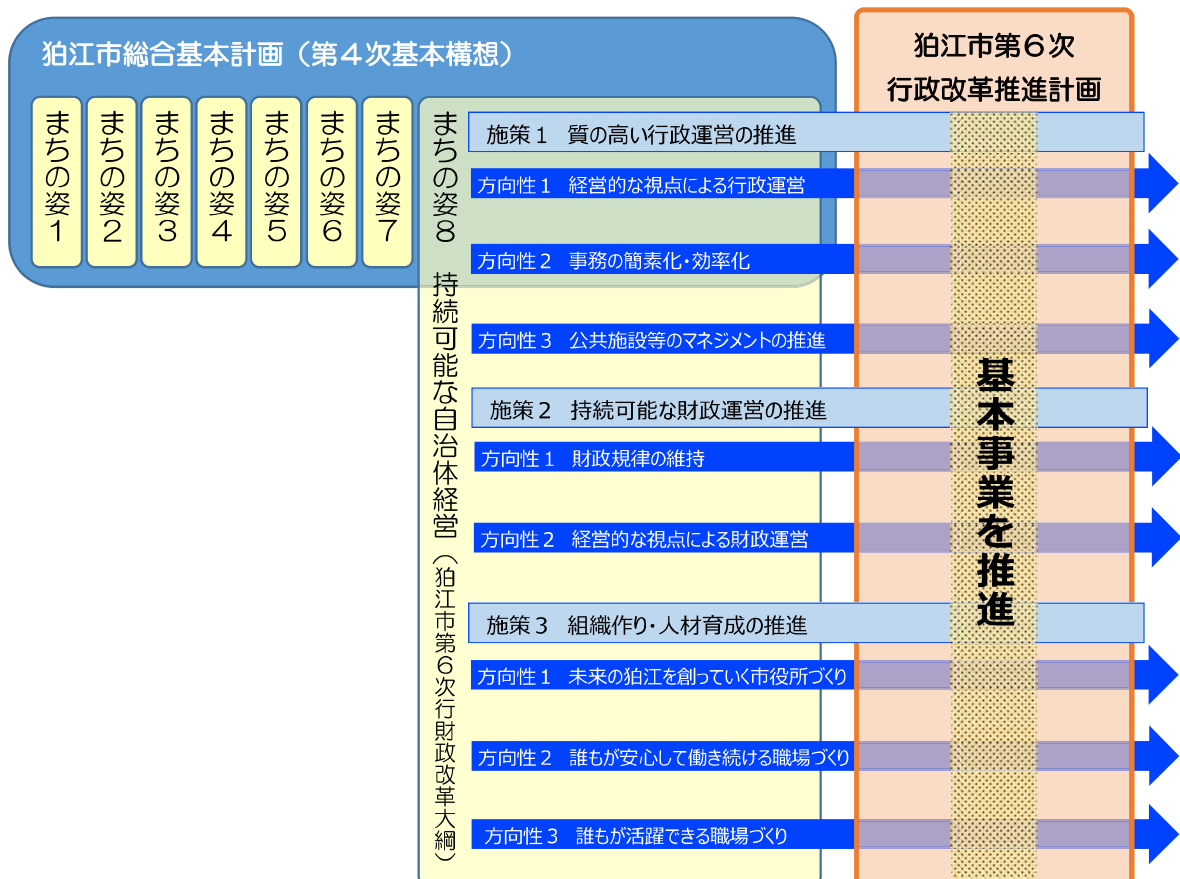 狛江市総合基本計画（第４次基本構想）
まちの姿１
まちの姿２
まちの姿３
まちの姿４
まちの姿５
まちの姿６
まちの姿７
まちの姿８　持続可能な自治体経営（狛江市第６次行財政改革大綱）
施策１　質の高い行政運営の推進
方向性１　経営的な視点による行政運営
方向性２　事務の簡素化・効率化
方向性３　公共施設等のマネジメントの推進
施策２　持続可能な財政運営の推進
方向性１　財政規律の維持
方向性２　経営的な視点による財政運営
施策３　組織作り・人材育成の推進
方向性１　未来の狛江を創っていく市役所づくり
方向性２　誰もが安心して働き続ける職場づくり
方向性３　誰もが活躍できる職場づくり
狛江市第６次
行政改革推進計画
基本事業を推進